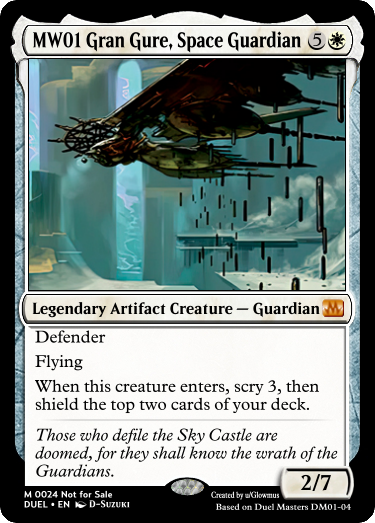 MW01 Gran Gure, Space Guardian 5
Legendary Artifact Creature — Guardian
Defender
Flying
When this creature enters, scry 3, then
shield the top two cards of your deck.
Those who defile the Sky Castle are
doomed, for they shall know the wrath of the
Guardians.
2/7
M 0024 Not for Sale
DUEL • EN D-Suzuki
Created by u/Glowmus
Based on Duel Masters DM01-04